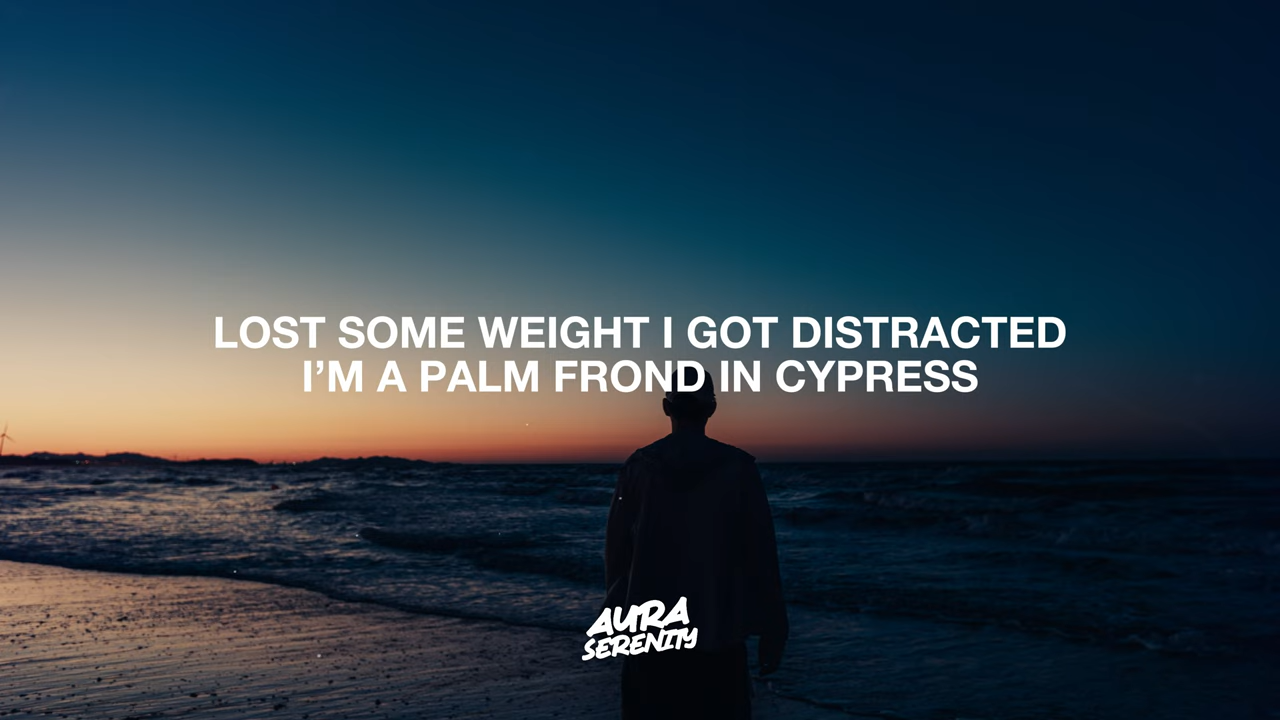 LOST SOME WEIGHT I GOT DISTRACTED
I’M A PALM FROND IN CYPRESS
AURA
SERENITY